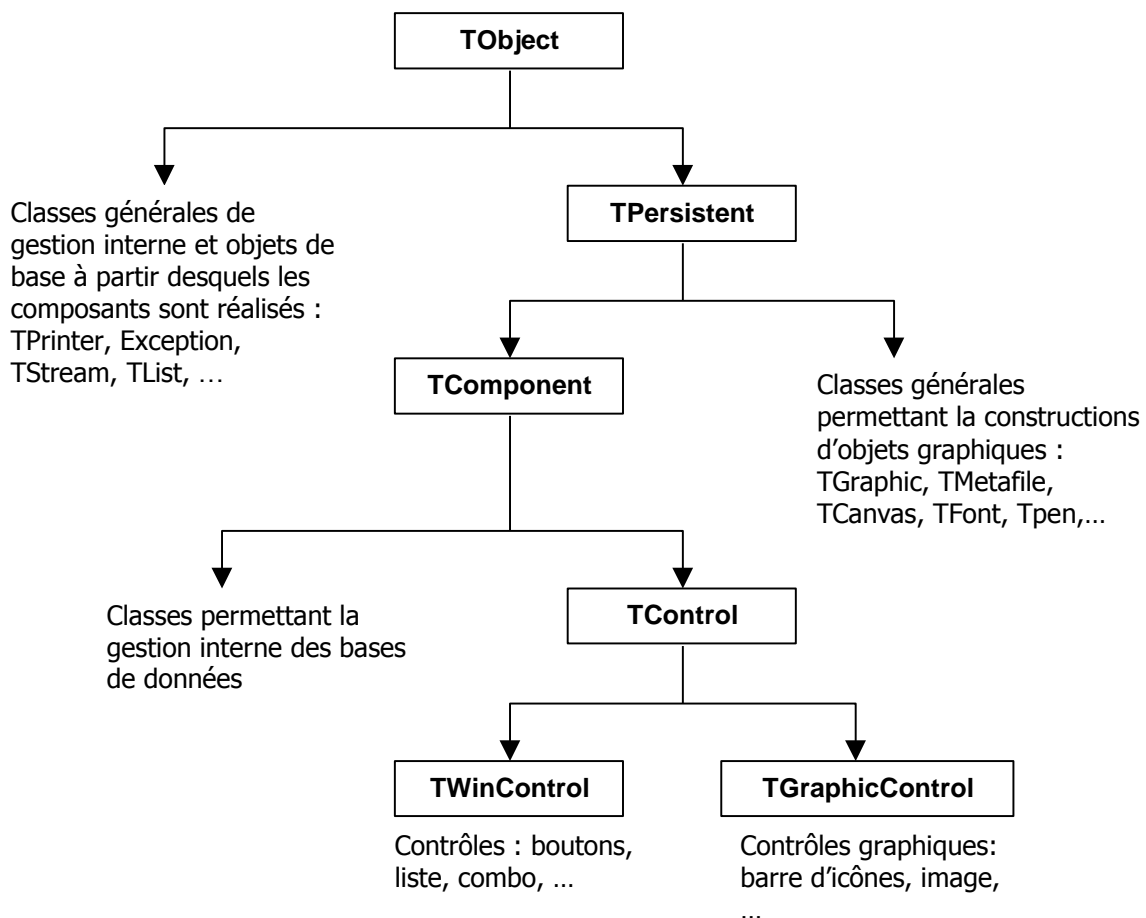 TObject
Classes générales de
gestion interne et objets de
base à partir desquels les
composants sont réalisés :
TPrinter, Exception,
TStream, TList, …
TPersistent
TComponent
Classes générales
permettant la constructions
d’objets graphiques :
TGraphic, TMetafile,
TCanvas, TFont, Tpen,…
Classes permettant la
gestion interne des bases
de données
TControl
TWinControl
Contrôles : boutons,
liste, combo, …
TGraphicControl
Contrôles graphiques:
barre d’icônes, image,
…